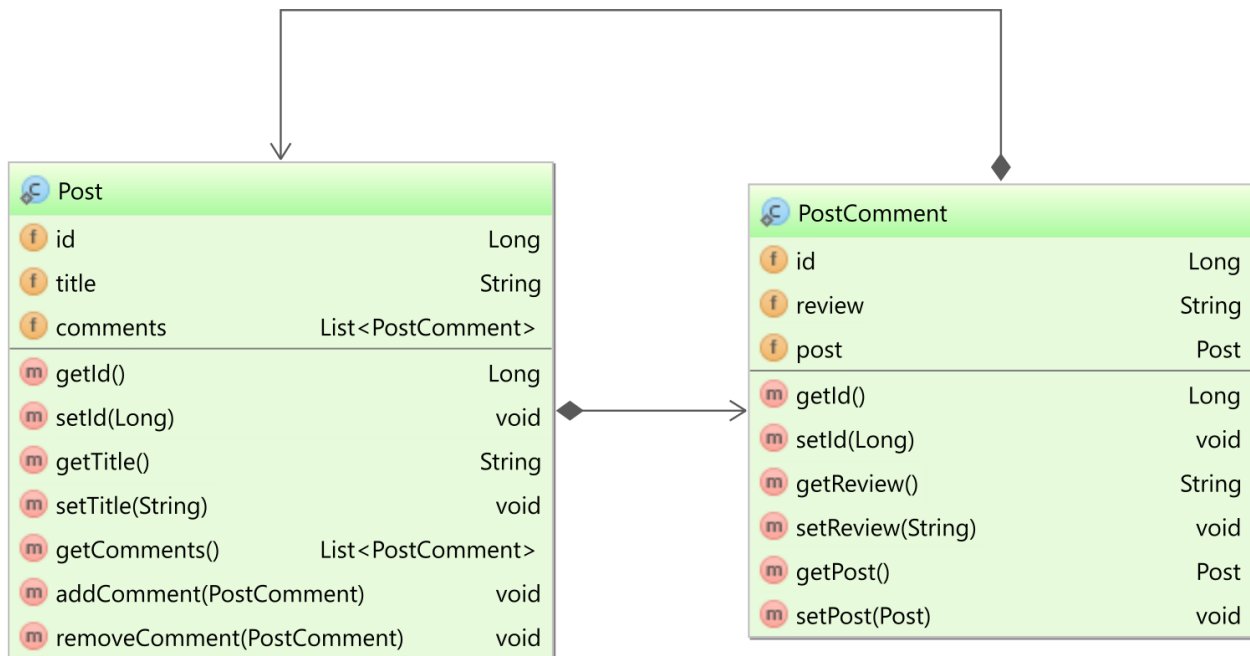 Post
id Long
title String
comments List<PostComment>
getId() Long
setId(Long) void
getTitle() String
setTitle(String) void
getComments() List<PostComment>
addComment(PostComment) void
removeComment(PostComment) void
PostComment
id Long
review String
post Post
getId() Long
setId(Long) void
getReview() String
setReview(String) void
getPost() Post
setPost(Post) void